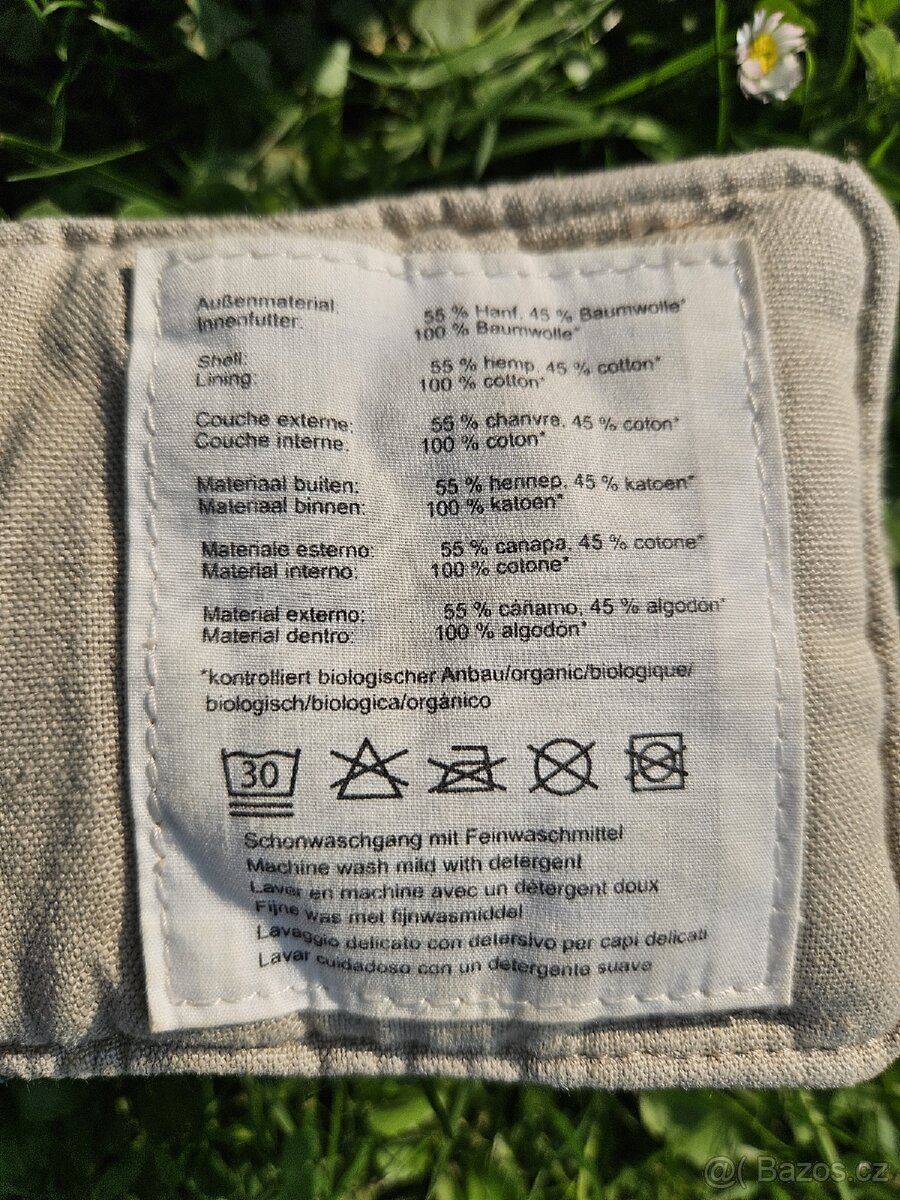 Außenmaterial: 55 % Hanf, 45 % Baumwolle*
Innenfutter: 100 % Baumwolle*
Shell: 55 % hemp, 45 % cotton*
Lining: 100 % cotton*
Couche externe: 55 % chanvre, 45 % coton*
Couche interne: 100 % coton*
Materiaal buiten: 55 % hennep, 45 % katoen*
Materiaal binnen: 100 % katoen*
Materiale esterno: 55 % canapa, 45 % cotone*
Material interno: 100 % cotone*
Material externo: 55 % cáñamo, 45 % algodón*
Material dentro: 100 % algodón*
*kontrolliert biologischer Anbau/organic/biologique/
biologisch/biologica/orgánico
30
Schonwaschgang mit Feinwaschmittel
Machine wash mild with detergent
Laver en machine avec un détergent doux
Fijne was met fijnwasmiddel
Lavaggio delicato con detersivo per capi delicati
Lavar cuidadoso con un detergente suave
@( Bazos.cz